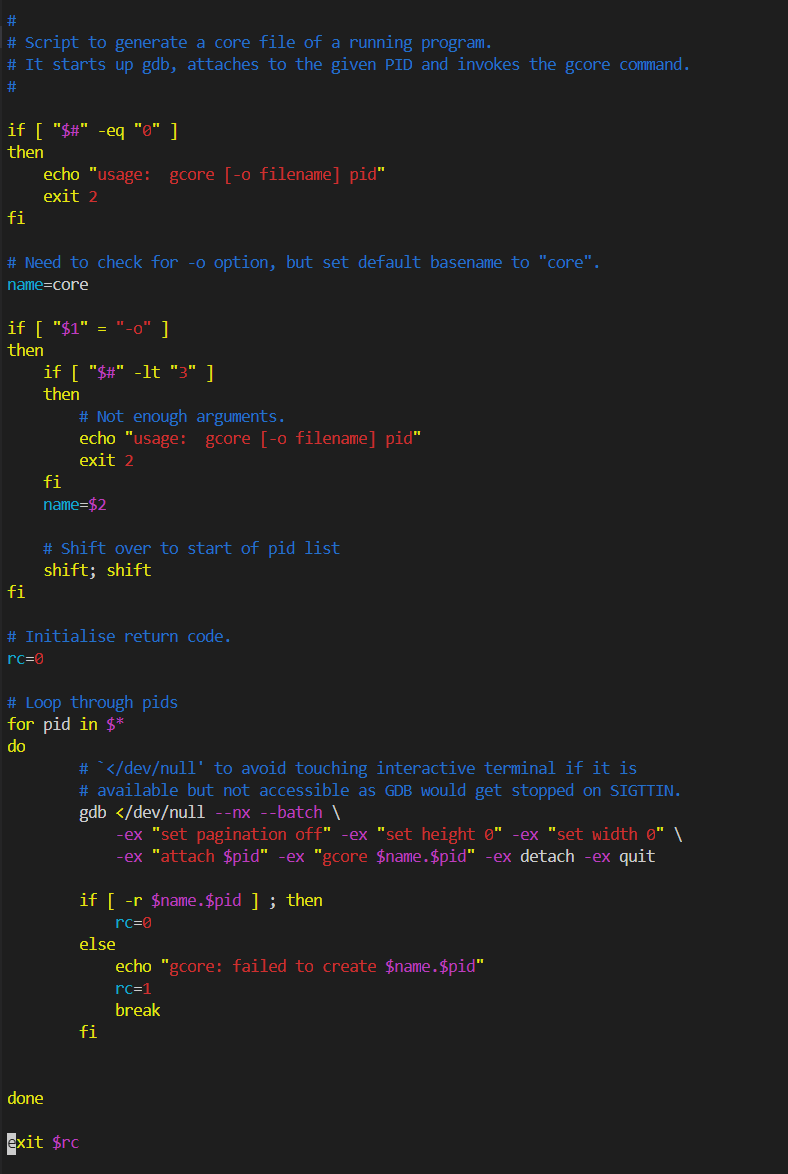 #
# Script to generate a core file of a running program.
# It starts up gdb, attaches to the given PID and invokes the gcore command.
#

if [ "$#" -eq "0" ]
then
    echo "usage:  gcore [-o filename] pid"
    exit 2
fi

# Need to check for -o option, but set default basename to "core".
name=core

if [ "$1" = "-o" ]
then
    if [ "$#" -lt "3" ]
    then
        # Not enough arguments.
        echo "usage:  gcore [-o filename] pid"
        exit 2
    fi
    name=$2

    # Shift over to start of pid list
    shift; shift
fi

# Initialise return code.
rc=0

# Loop through pids
for pid in $*
do
        # `</dev/null' to avoid touching interactive terminal if it is
        # available but not accessible as GDB would get stopped on SIGTTIN.
        gdb </dev/null --nx --batch \
            -ex "set pagination off" -ex "set height 0" -ex "set width 0" \
            -ex "attach $pid" -ex "gcore $name.$pid" -ex detach -ex quit

        if [ -r $name.$pid ] ; then
            rc=0
        else
            echo "gcore: failed to create $name.$pid"
            rc=1
            break
        fi


done

exit $rc